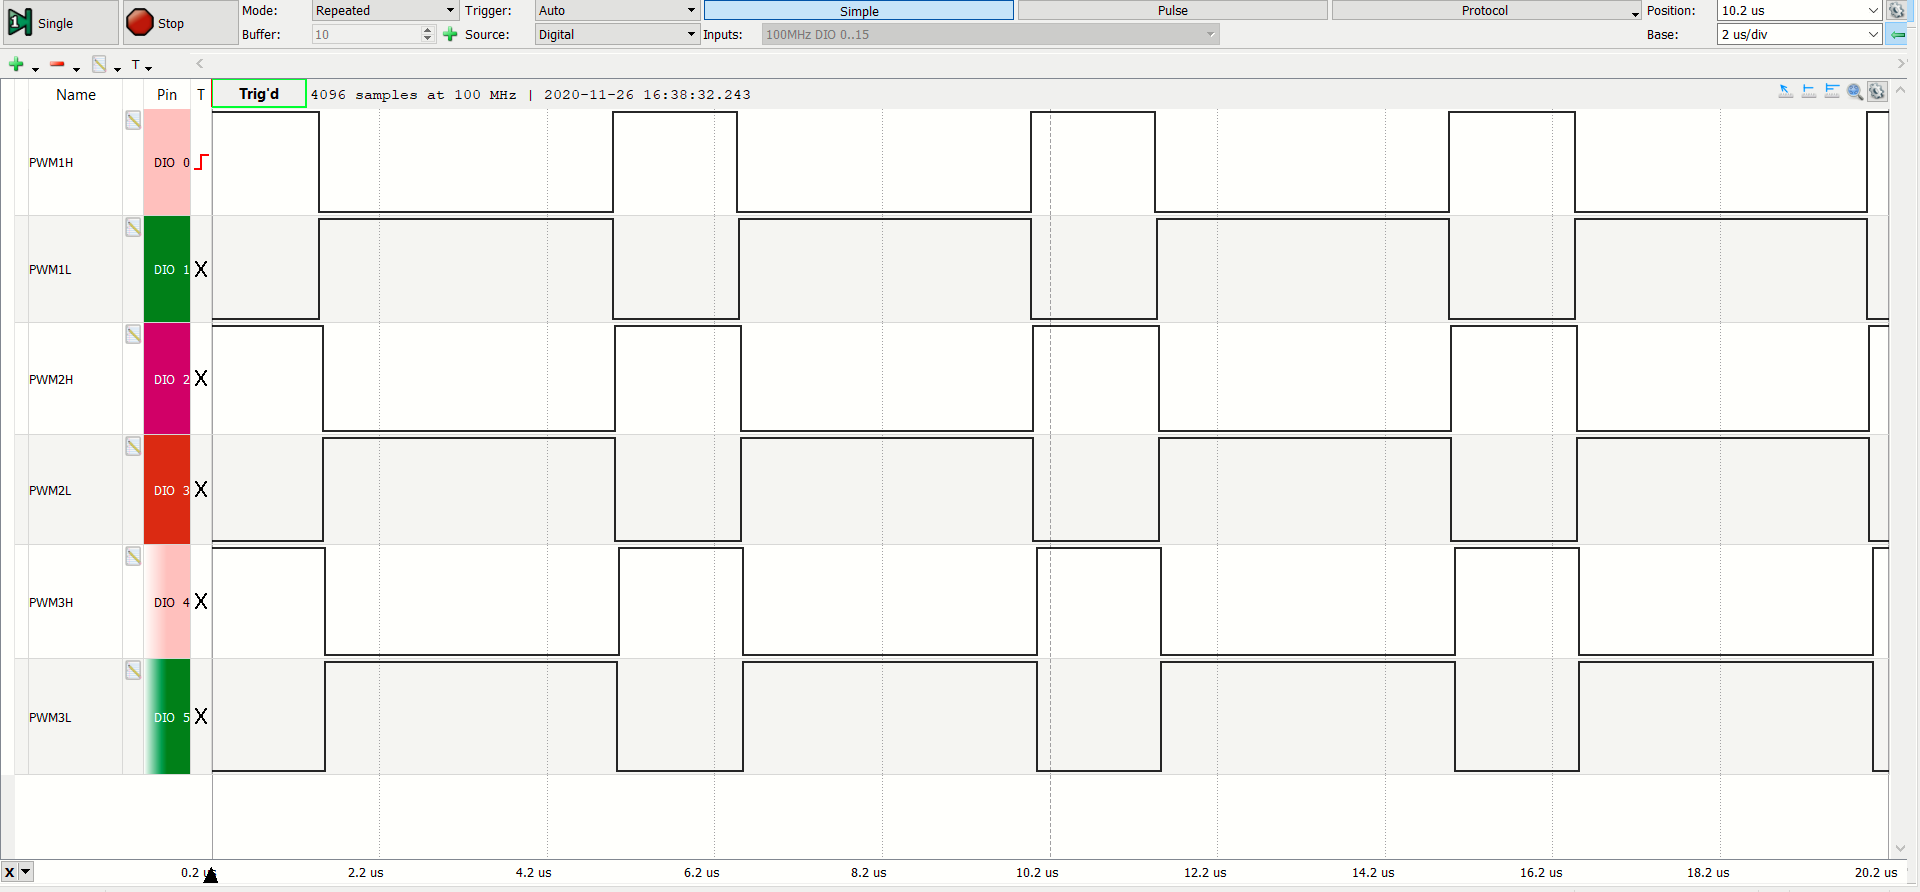 Single Stop Mode: Repeated Trigger: Auto Simple Pulse Protocol Position: 10.2 us
Buffer: 10 Source: Digital Inputs: 100MHz DIO 0..15 Base: 2 us/div
T
Name Pin T Trig'd 4096 samples at 100 MHz | 2020-11-26 16:38:32.243
PWM1H DIO 0
PWM1L DIO 1 X
PWM2H DIO 2 X
PWM2L DIO 3 X
PWM3H DIO 4 X
PWM3L DIO 5 X
X 0.2 us 2.2 us 4.2 us 6.2 us 8.2 us 10.2 us 12.2 us 14.2 us 16.2 us 18.2 us 20.2 us